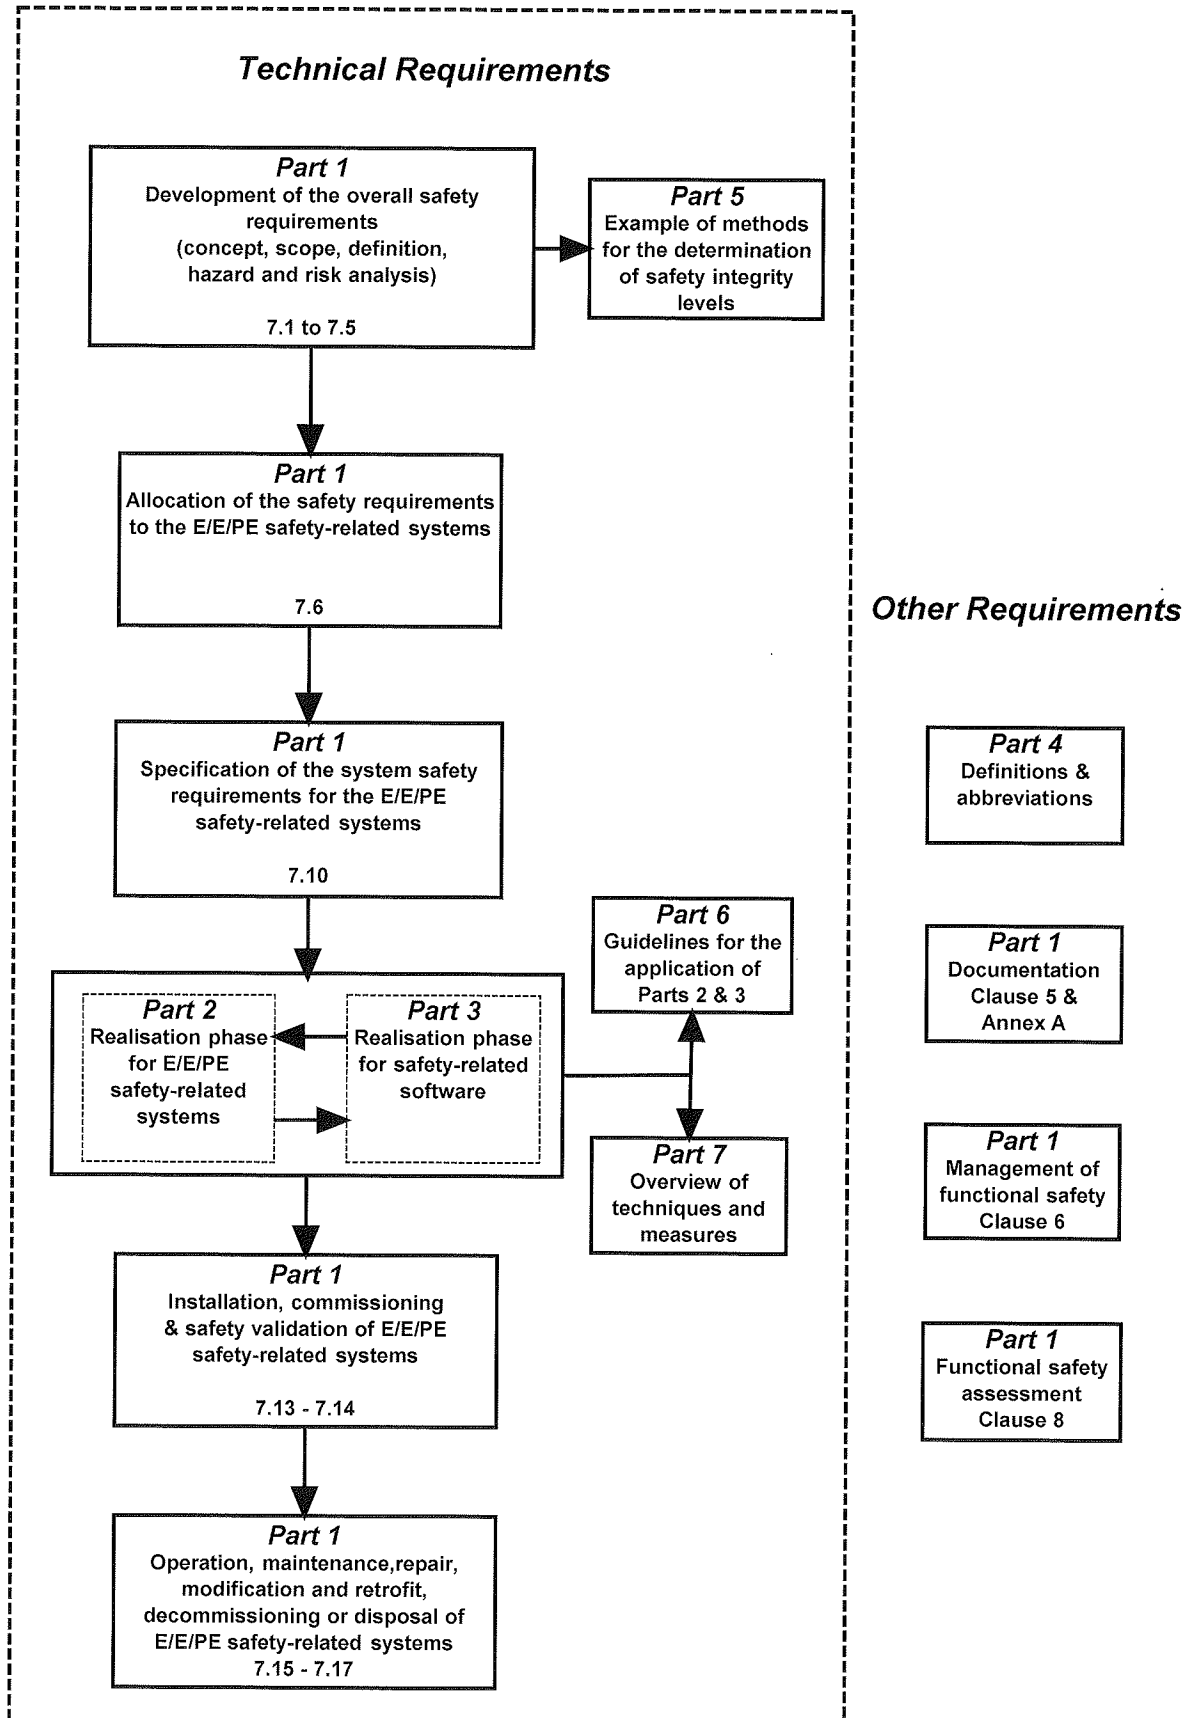 Technical Requirements
Part 1
Development of the overall safety
requirements
(concept, scope, definition,
hazard and risk analysis)
7.1 to 7.5
Part 5
Example of methods
for the determination
of safety integrity
levels
Part 1
Allocation of the safety requirements
to the E/E/PE safety-related systems
7.6
Part 1
Specification of the system safety
requirements for the E/E/PE
safety-related systems
7.10
Part 2
Realisation phase
for E/E/PE
safety-related
systems
Part 3
Realisation phase
for safety-related
software
Part 6
Guidelines for the
application of
Parts 2 & 3
Part 7
Overview of
techniques and
measures
Part 1
Installation, commissioning
& safety validation of E/E/PE
safety-related systems
7.13 - 7.14
Part 1
Operation, maintenance,repair,
modification and retrofit,
decommissioning or disposal of
E/E/PE safety-related systems
7.15 - 7.17
Other Requirements
Part 4
Definitions &
abbreviations
Part 1
Documentation
Clause 5 &
Annex A
Part 1
Management of
functional safety
Clause 6
Part 1
Functional safety
assessment
Clause 8